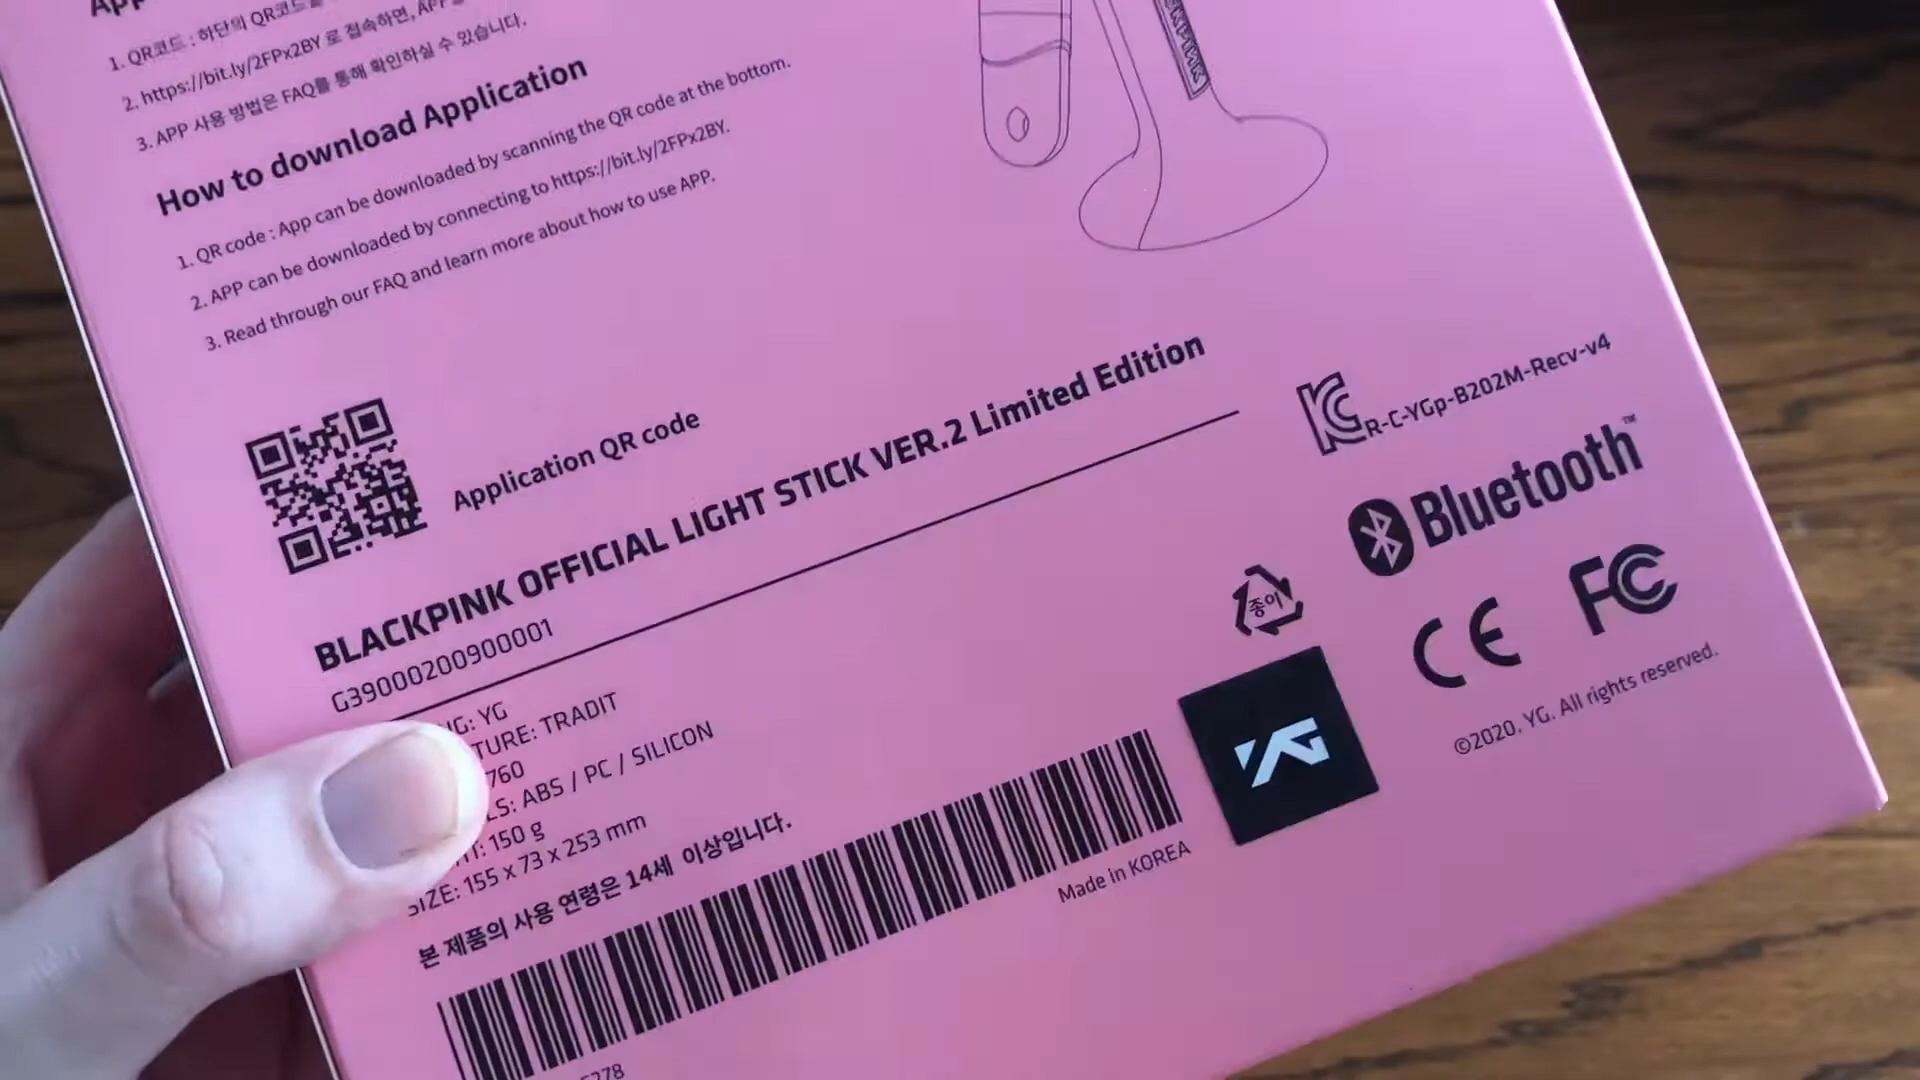 1. QR코드 : 하단의 QR코드를
2. https://bit.ly/2FPx2BY 로 접속하면, APP을
3. APP 사용 방법은 FAQ를 통해 확인하실 수 있습니다.
How to download Application
1. QR code : App can be downloaded by scanning the QR code at the bottom.
2. APP can be downloaded by connecting to https://bit.ly/2FPx2BY.
3. Read through our FAQ and learn more about how to use APP.
Application QR code
BLACKPINK OFFICIAL LIGHT STICK VER.2 Limited Edition
G39000200900001
YG
TURE: TRADIT
760
LS: ABS / PC / SILICON
150 g
SIZE: 155 x 73 x 253 mm
본 제품의 사용 연령은 14세 이상입니다.
Made in KOREA
R-C-YGp-B202M-Recv-v4
Bluetooth™
종이
CE FC
YG
©2020. YG. All rights reserved.